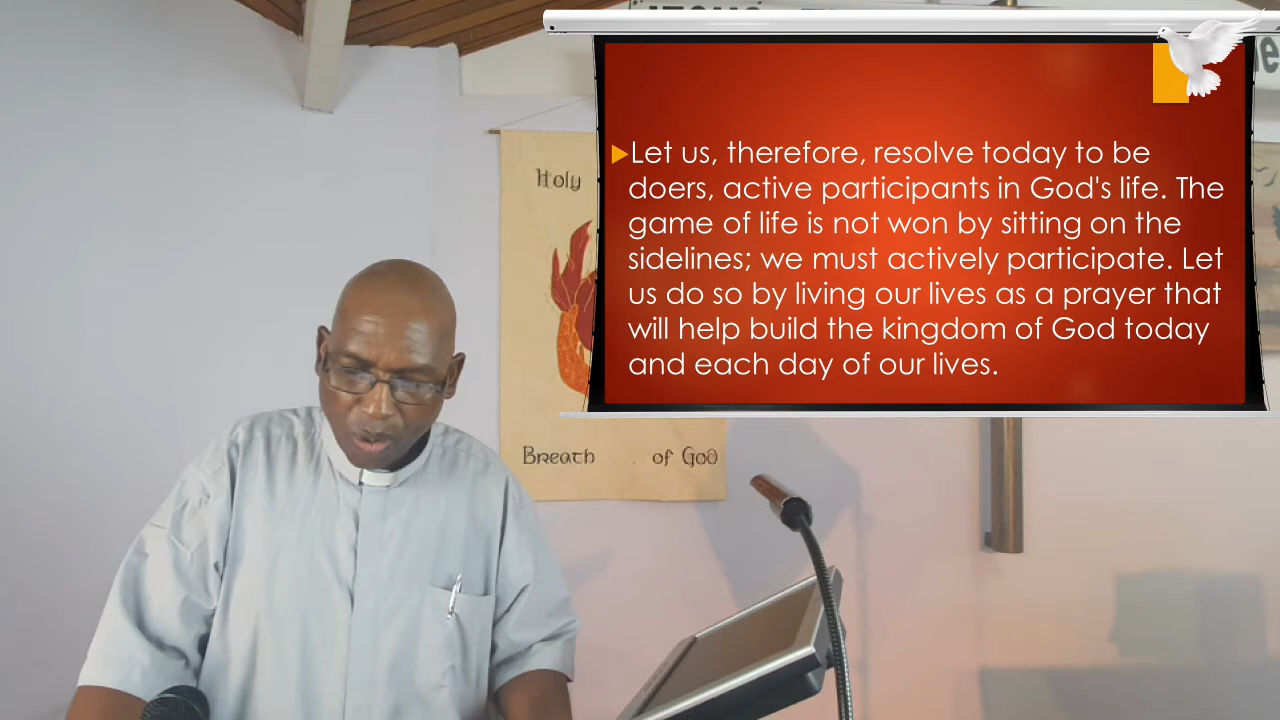 JESUS
Holy
Let us, therefore, resolve today to be
doers, active participants in God's life. The
game of life is not won by sitting on the
sidelines; we must actively participate. Let
us do so by living our lives as a prayer that
will help build the kingdom of God today
and each day of our lives.
Breath of God